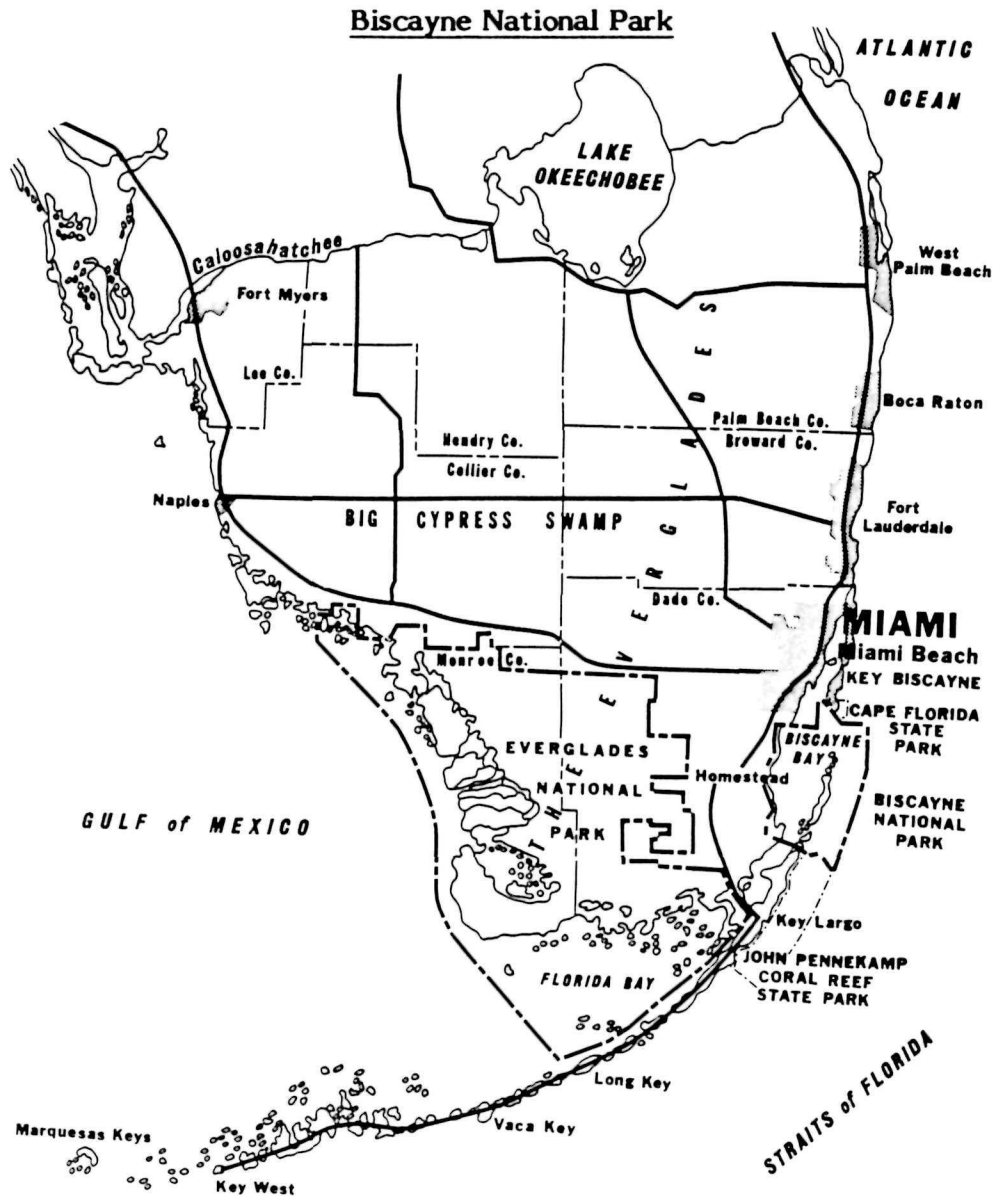 Biscayne National Park
ATLANTIC
OCEAN
LAKE
OKEECHOBEE
Caloosahatchee
West
Palm Beach
Fort Myers
Lee Co.
Boca Raton
Palm Beach Co.
Broward Co.
Hendry Co.
Collier Co.
Naples
BIG CYPRESS SWAMP
Fort
Lauderdale
THE EVERGLADES
Dade Co.
MIAMI
Miami Beach
Monroe Co.
KEY BISCAYNE
CAPE FLORIDA
STATE
PARK
BISCAYNE
BAY
EVERGLADES
NATIONAL
PARK
Homestead
BISCAYNE
NATIONAL
PARK
GULF of MEXICO
Key Largo
JOHN PENNEKAMP
CORAL REEF
STATE PARK
FLORIDA BAY
Long Key
STRAITS of FLORIDA
Vaca Key
Marquesas Keys
Key West